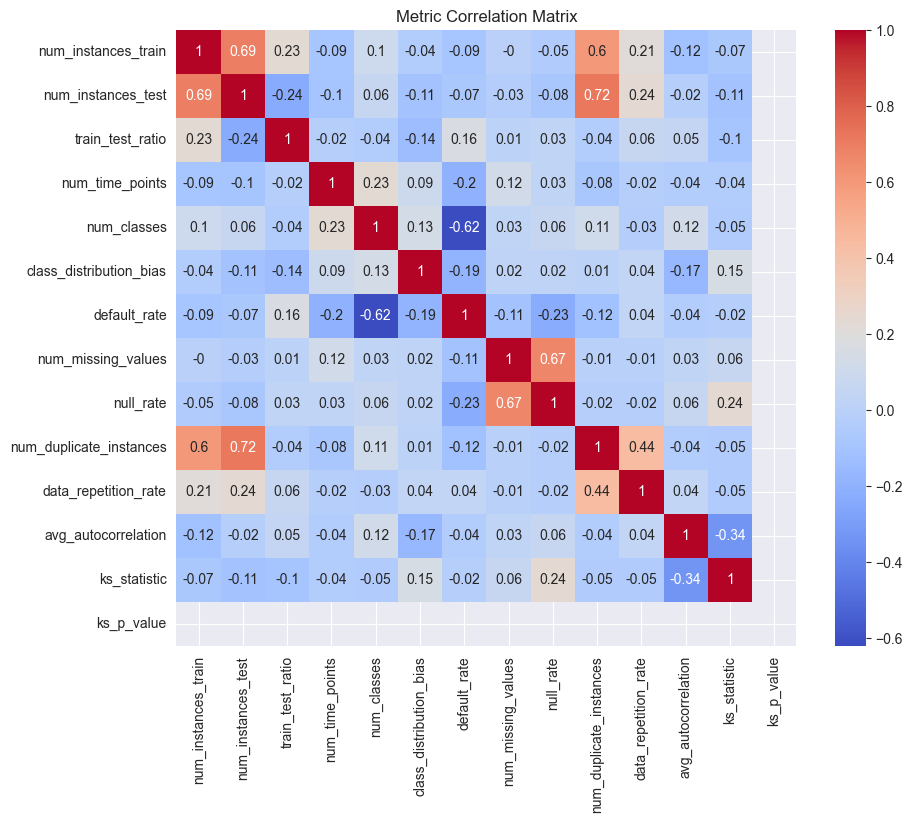 Metric Correlation Matrix
num_instances_train 1 0.69 0.23 -0.09 0.1 -0.04 -0.09 -0 -0.05 0.6 0.21 -0.12 -0.07
num_instances_test 0.69 1 -0.24 -0.1 0.06 -0.11 -0.07 -0.03 -0.08 0.72 0.24 -0.02 -0.11
train_test_ratio 0.23 -0.24 1 -0.02 -0.04 -0.14 0.16 0.01 0.03 -0.04 0.06 0.05 -0.1
num_time_points -0.09 -0.1 -0.02 1 0.23 0.09 -0.2 0.12 0.03 -0.08 -0.02 -0.04 -0.04
num_classes 0.1 0.06 -0.04 0.23 1 0.13 -0.62 0.03 0.06 0.11 -0.03 0.12 -0.05
class_distribution_bias -0.04 -0.11 -0.14 0.09 0.13 1 -0.19 0.02 0.02 0.01 0.04 -0.17 0.15
default_rate -0.09 -0.07 0.16 -0.2 -0.62 -0.19 1 -0.11 -0.23 -0.12 0.04 -0.04 -0.02
num_missing_values -0 -0.03 0.01 0.12 0.03 0.02 -0.11 1 0.67 -0.01 -0.01 0.03 0.06
null_rate -0.05 -0.08 0.03 0.03 0.06 0.02 -0.23 0.67 1 -0.02 -0.02 0.06 0.24
num_duplicate_instances 0.6 0.72 -0.04 -0.08 0.11 0.01 -0.12 -0.01 -0.02 1 0.44 -0.04 -0.05
data_repetition_rate 0.21 0.24 0.06 -0.02 -0.03 0.04 0.04 -0.01 -0.02 0.44 1 0.04 -0.05
avg_autocorrelation -0.12 -0.02 0.05 -0.04 0.12 -0.17 -0.04 0.03 0.06 -0.04 0.04 1 -0.34
ks_statistic -0.07 -0.11 -0.1 -0.04 -0.05 0.15 -0.02 0.06 0.24 -0.05 -0.05 -0.34 1
ks_p_value
num_instances_train
num_instances_test
train_test_ratio
num_time_points
num_classes
class_distribution_bias
default_rate
num_missing_values
null_rate
num_duplicate_instances
data_repetition_rate
avg_autocorrelation
ks_statistic
ks_p_value
1.0
0.8
0.6
0.4
0.2
0.0
-0.2
-0.4
-0.6